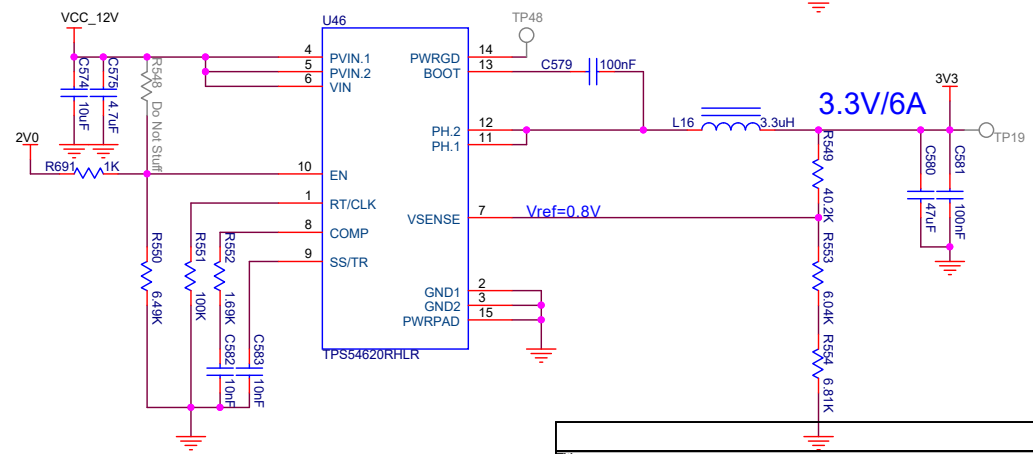 VCC_12V
U46
TP48
4
PVIN.1
5
PVIN.2
6
VIN
PWRGD
14
BOOT
13
C579
100nF
C574
10uF
C575
4.7uF
R548
Do Not Stuff
3V3
3.3V/6A
2V0
PH.2
12
PH.1
11
L16
3.3uH
TP19
R691
1K
10
EN
R549
40.2K
C580
47uF
C581
100nF
1
RT/CLK
VSENSE
7
Vref=0.8V
8
COMP
9
SS/TR
R550
6.49K
R551
100K
R552
1.69K
R553
6.04K
GND1
2
GND2
3
PWRPAD
15
C582
10nF
C583
10nF
TPS54620RHLR
R554
6.81K